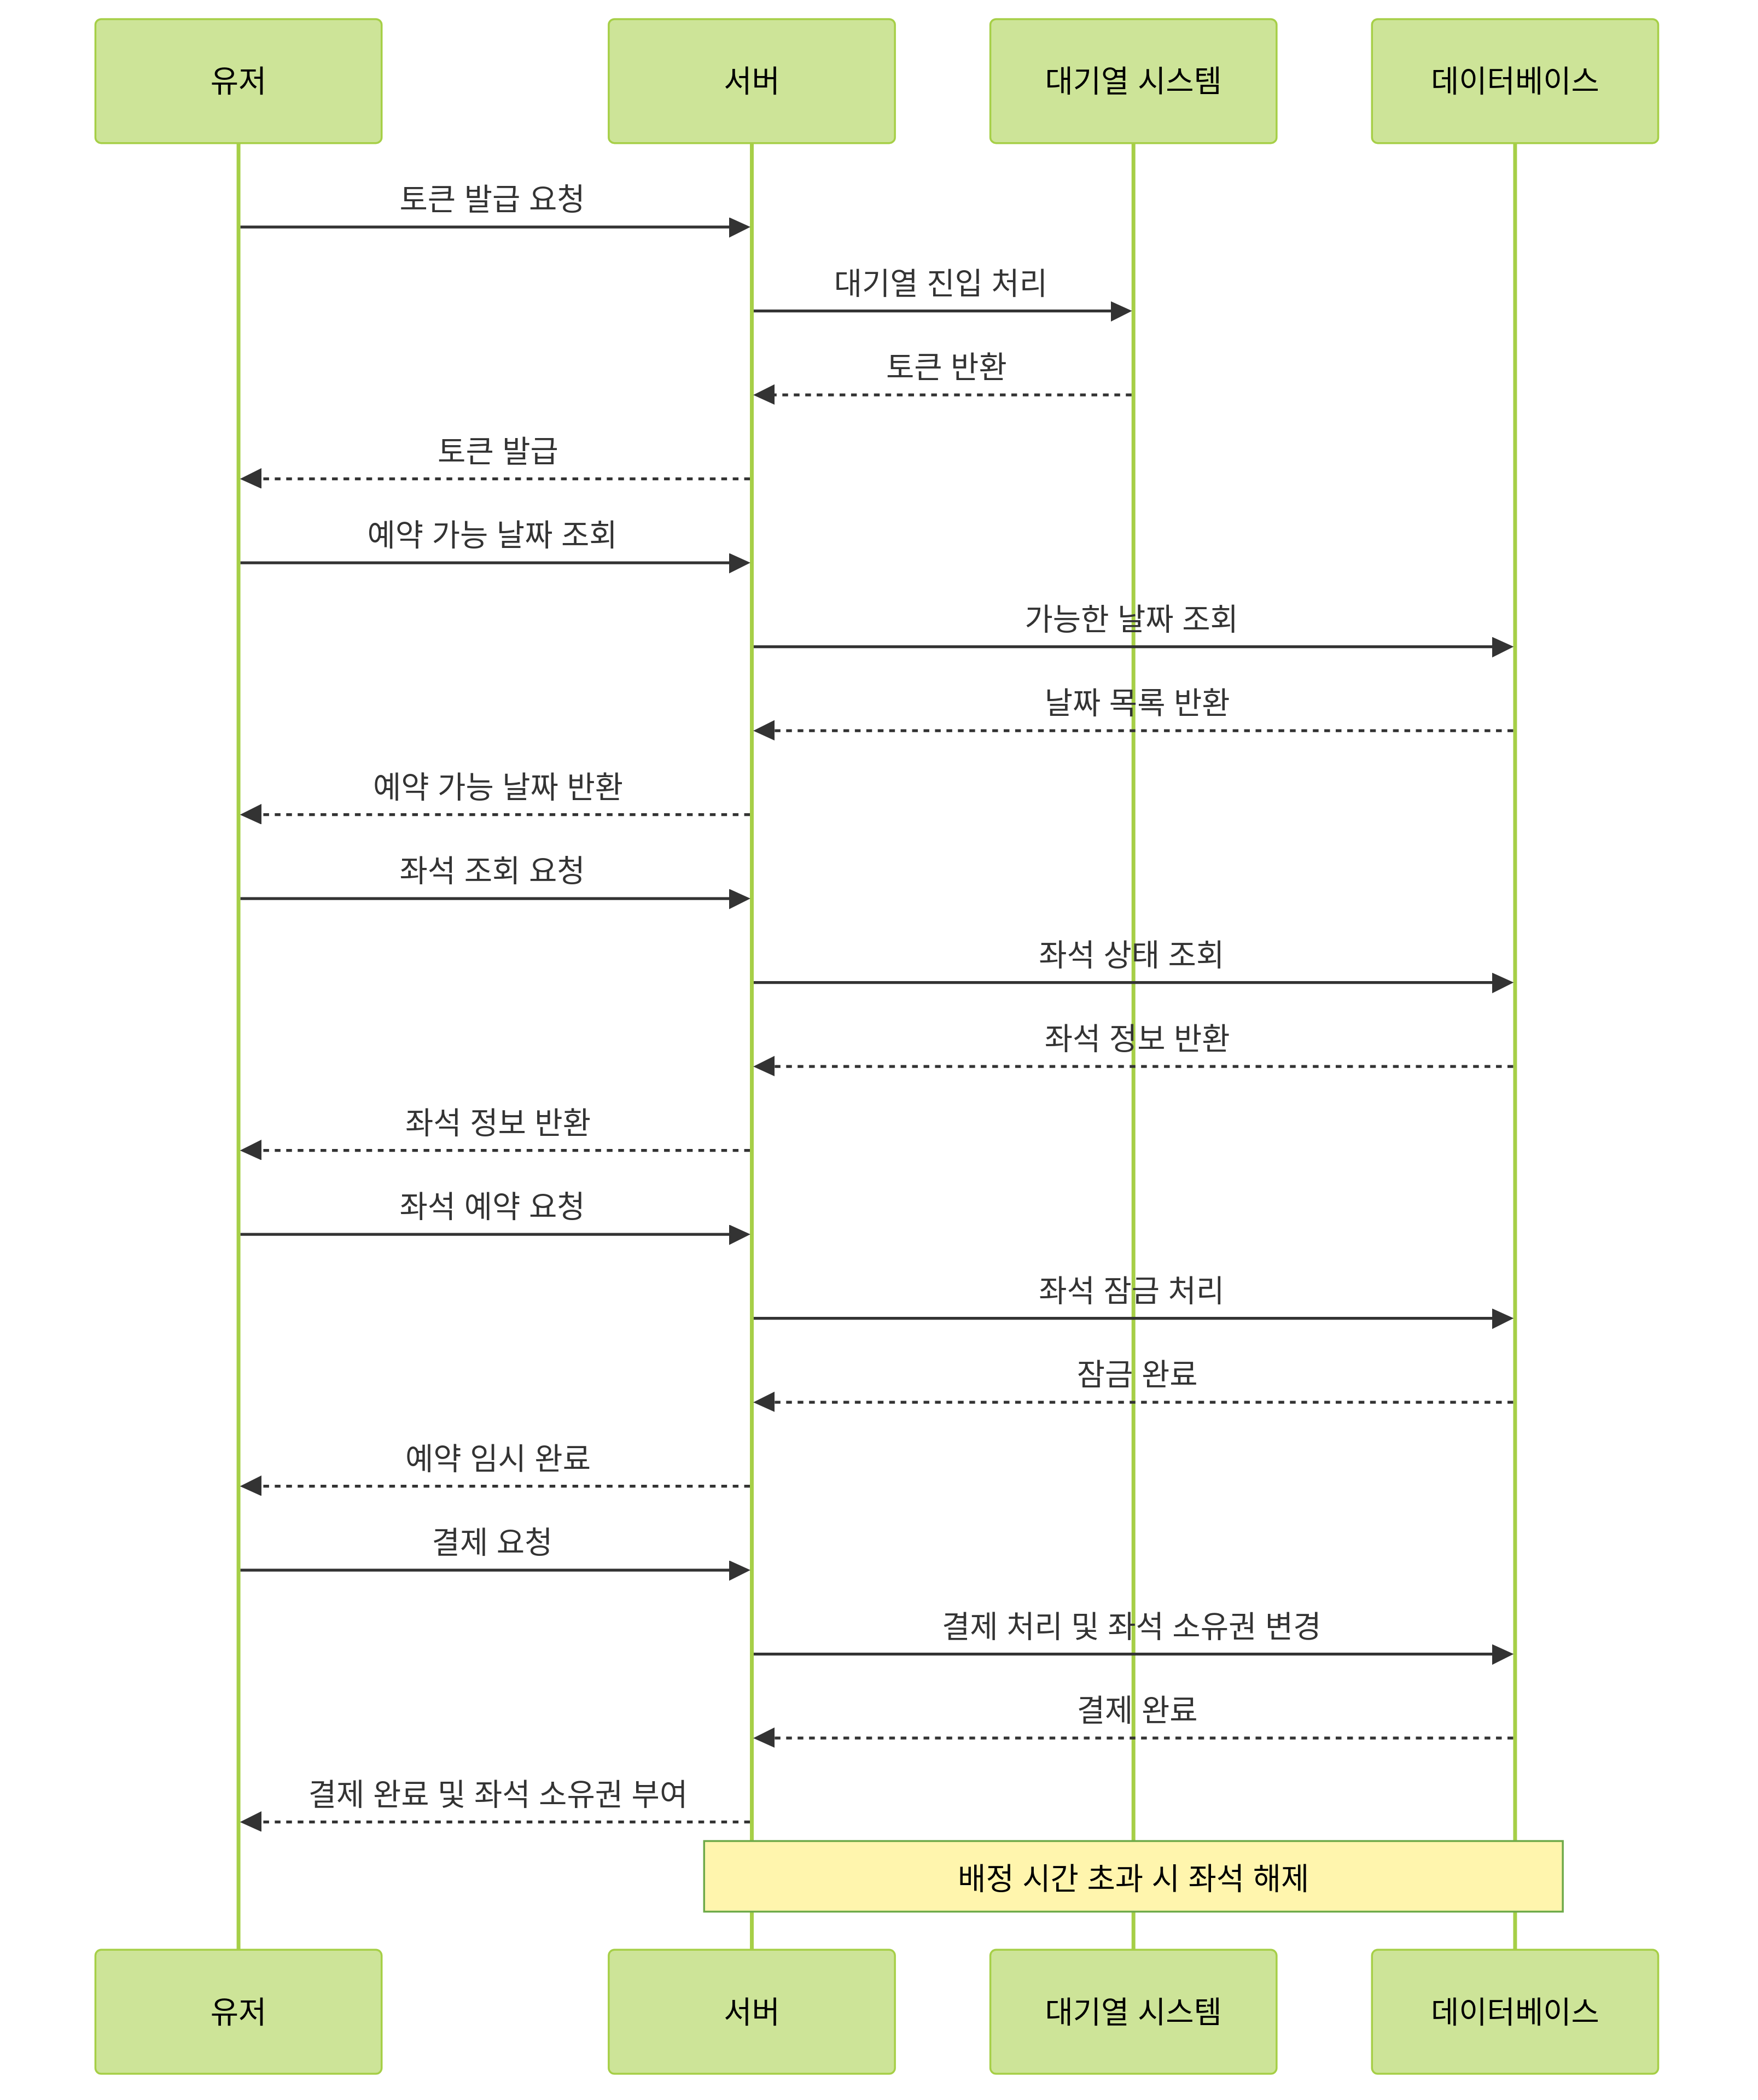 유저
서버
대기열 시스템
데이터베이스
토큰 발급 요청
대기열 진입 처리
토큰 반환
토큰 발급
예약 가능 날짜 조회
가능한 날짜 조회
날짜 목록 반환
예약 가능 날짜 반환
좌석 조회 요청
좌석 상태 조회
좌석 정보 반환
좌석 정보 반환
좌석 예약 요청
좌석 잠금 처리
잠금 완료
예약 임시 완료
결제 요청
결제 처리 및 좌석 소유권 변경
결제 완료
결제 완료 및 좌석 소유권 부여
배정 시간 초과 시 좌석 해제
유저
서버
대기열 시스템
데이터베이스